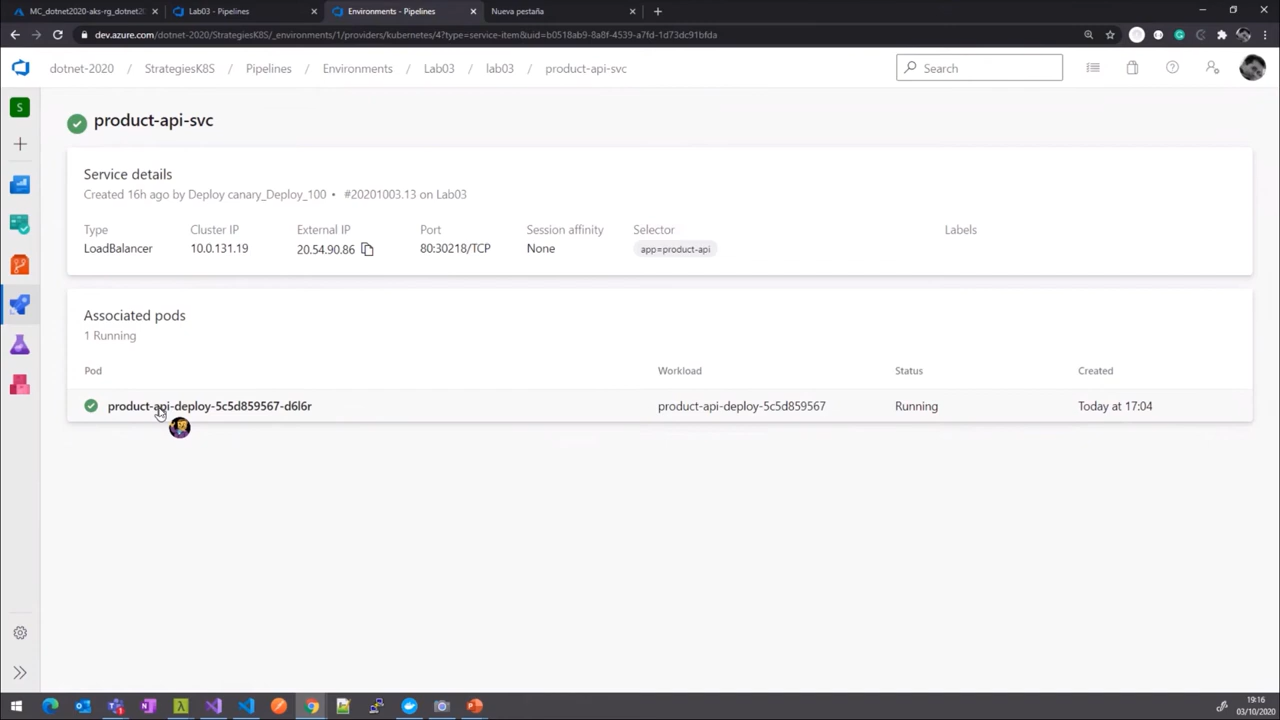 MC_dotnet2020-aks-rg_dotnet2
Lab03 - Pipelines
Environments - Pipelines
Nueva pestaña
dev.azure.com/dotnet-2020/StrategiesK8S/_environments/1/providers/kubernetes/4?type=service-item&uid=b0518ab9-8a8f-4539-a7fd-1d73dc91bfda
dotnet-2020 / StrategiesK8S / Pipelines / Environments / Lab03 / lab03 / product-api-svc
Search
S
product-api-svc
Service details
Created 16h ago by Deploy canary_Deploy_100 • #20201003.13 on Lab03
Type Cluster IP External IP Port Session affinity Selector Labels
LoadBalancer 10.0.131.19 20.54.90.86 80:30218/TCP None app=product-api
Associated pods
1 Running
Pod Workload Status Created
product-api-deploy-5c5d859567-d6l6r product-api-deploy-5c5d859567 Running Today at 17:04
19:16
03/10/2020